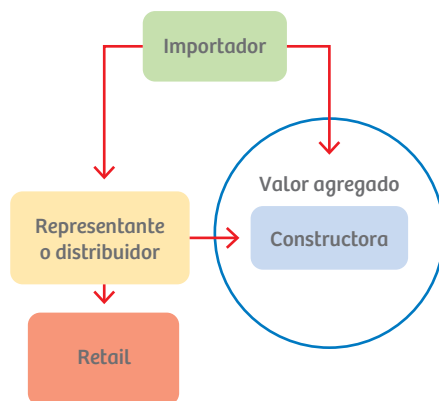 Importador
Valor agregado
Representante
o distribuidor
Constructora
Retail